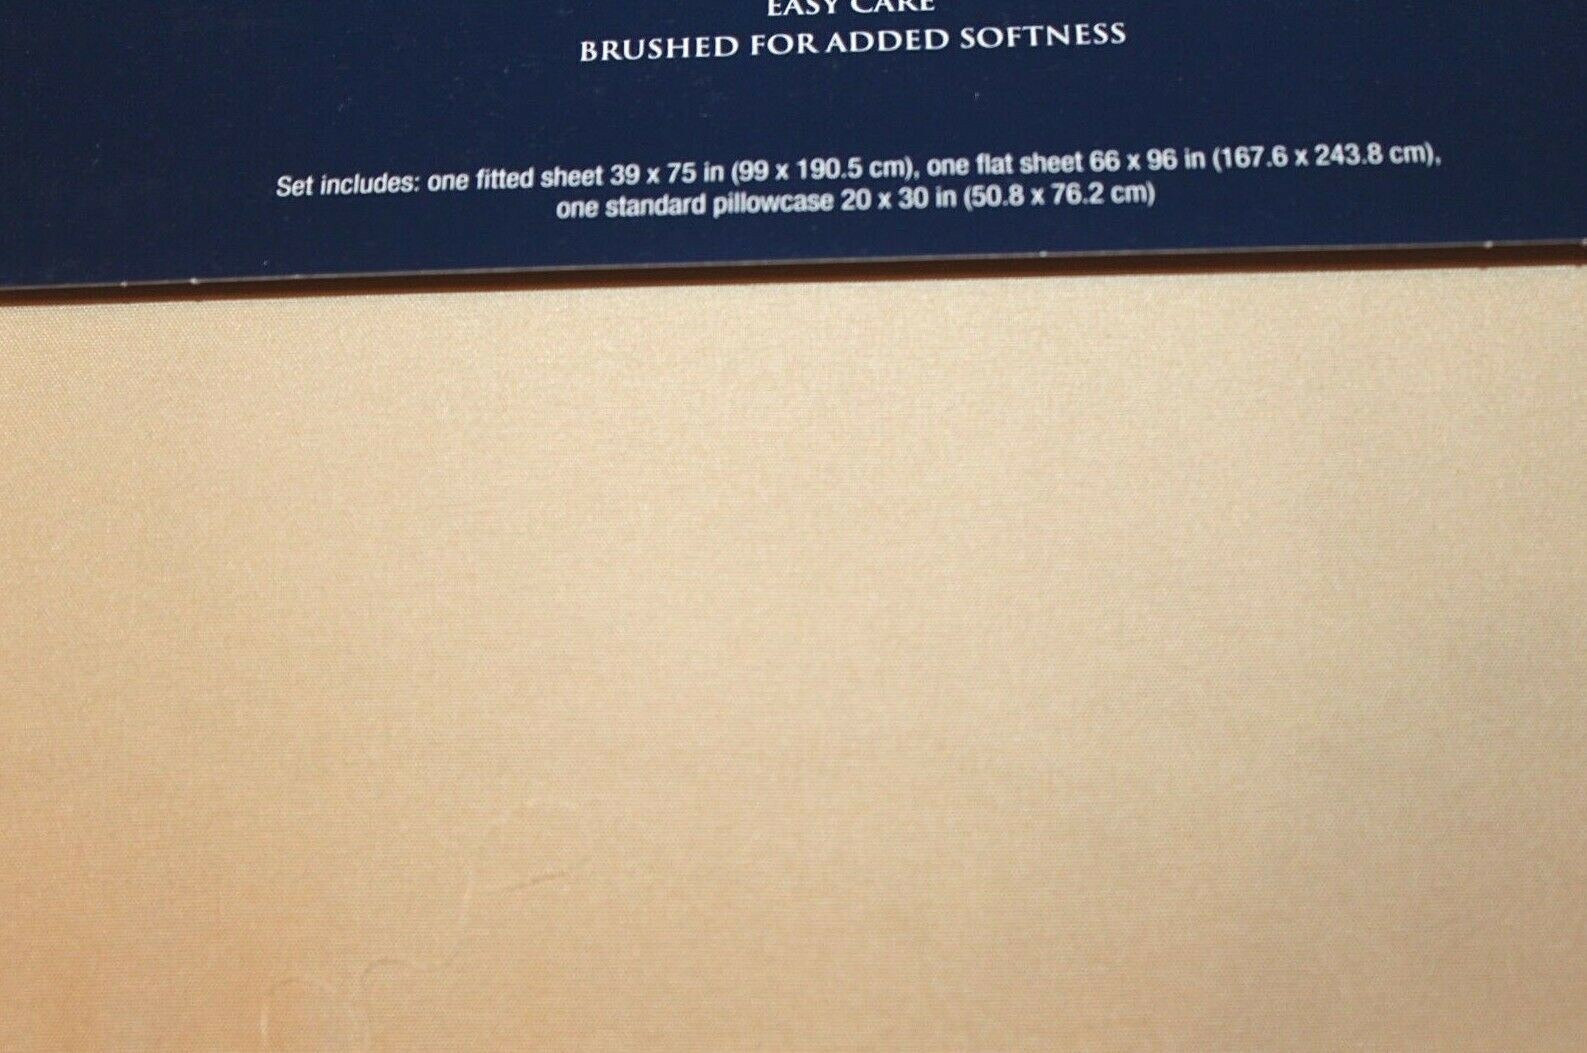 EASY CARE
BRUSHED FOR ADDED SOFTNESS
Set includes: one fitted sheet 39 x 75 in (99 x 190.5 cm), one flat sheet 66 x 96 in (167.6 x 243.8 cm),
one standard pillowcase 20 x 30 in (50.8 x 76.2 cm)